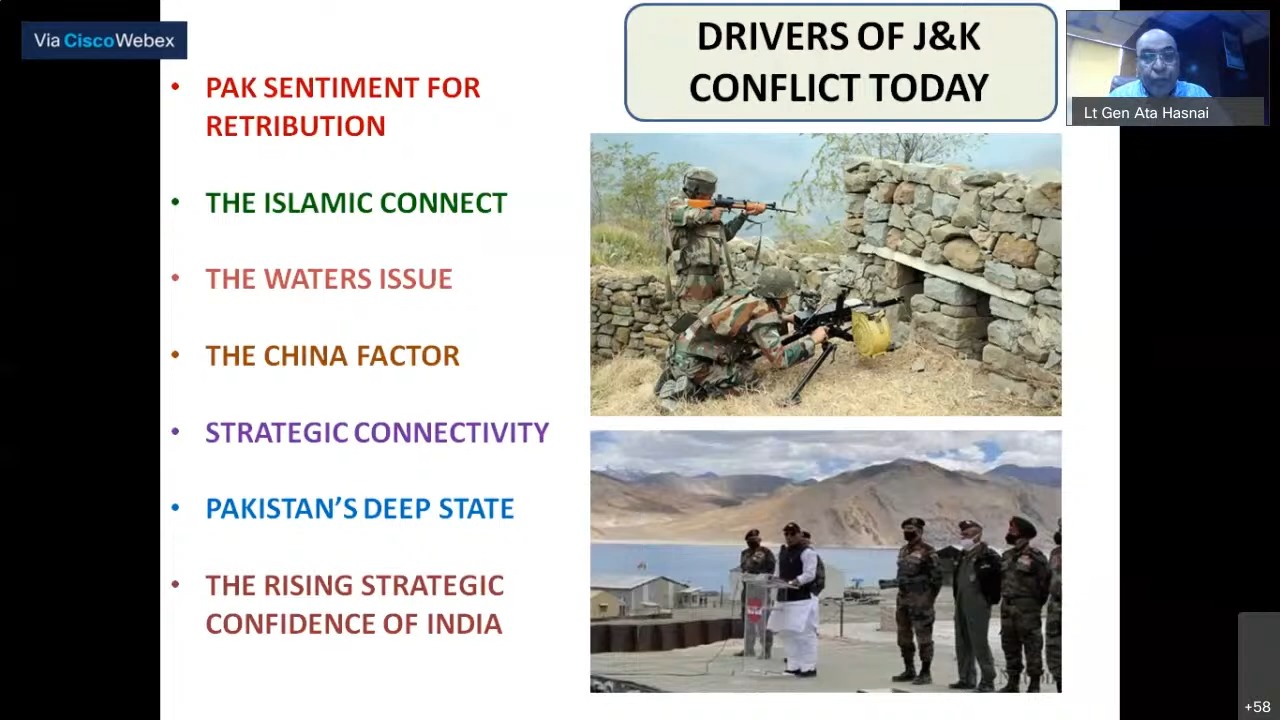 Via CiscoWebex
DRIVERS OF J&K
CONFLICT TODAY
Lt Gen Ata Hasnai
• PAK SENTIMENT FOR
RETRIBUTION
• THE ISLAMIC CONNECT
• THE WATERS ISSUE
• THE CHINA FACTOR
• STRATEGIC CONNECTIVITY
• PAKISTAN'S DEEP STATE
• THE RISING STRATEGIC
CONFIDENCE OF INDIA
+58